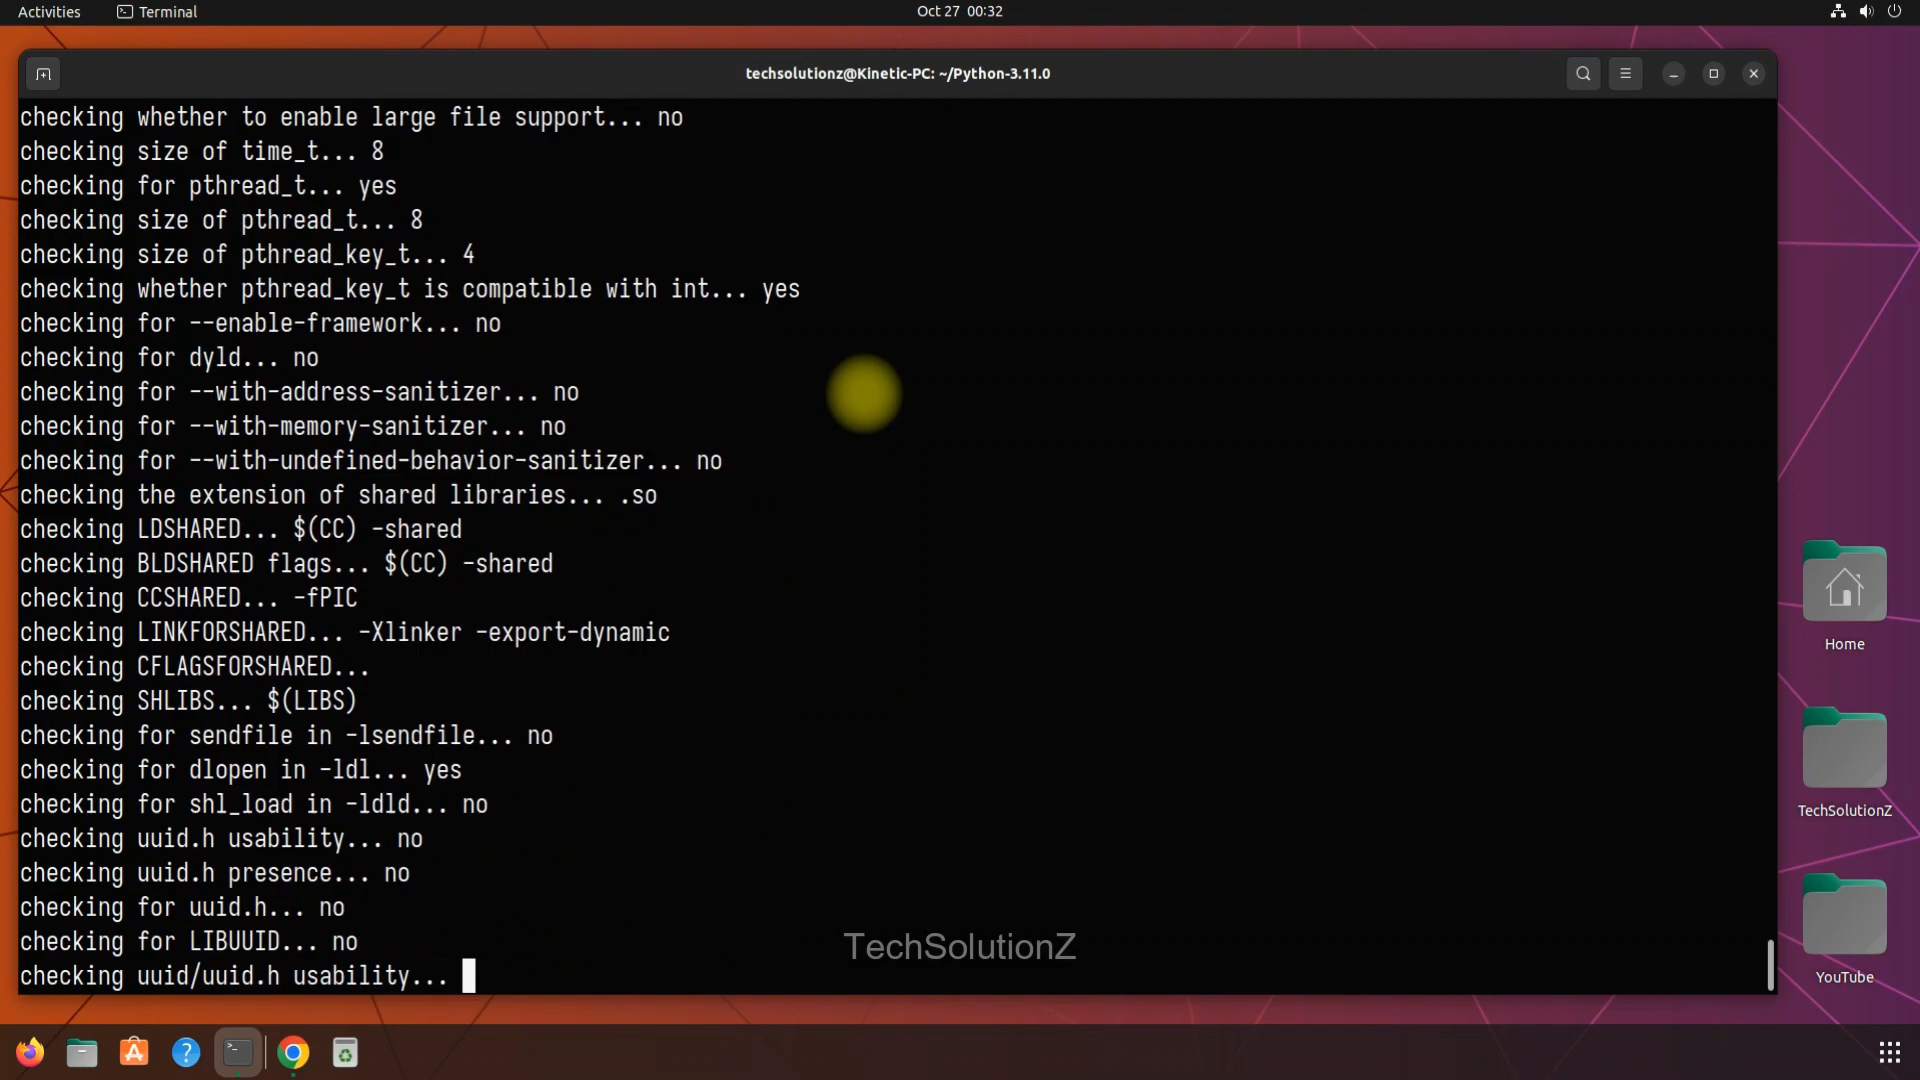 Activities
Terminal
Oct 27 00:32
techsolutionz@Kinetic-PC: ~/Python-3.11.0
checking whether to enable large file support... no
checking size of time_t... 8
checking for pthread_t... yes
checking size of pthread_t... 8
checking size of pthread_key_t... 4
checking whether pthread_key_t is compatible with int... yes
checking for --enable-framework... no
checking for dyld... no
checking for --with-address-sanitizer... no
checking for --with-memory-sanitizer... no
checking for --with-undefined-behavior-sanitizer... no
checking the extension of shared libraries... .so
checking LDSHARED... $(CC) -shared
checking BLDSHARED flags... $(CC) -shared
checking CCSHARED... -fPIC
checking LINKFORSHARED... -Xlinker -export-dynamic
checking CFLAGSFORSHARED...
checking SHLIBS... $(LIBS)
checking for sendfile in -lsendfile... no
checking for dlopen in -ldl... yes
checking for shl_load in -ldld... no
checking uuid.h usability... no
checking uuid.h presence... no
checking for uuid.h... no
checking for LIBUUID... no
checking uuid/uuid.h usability...
TechSolutionZ
Home
TechSolutionZ
YouTube